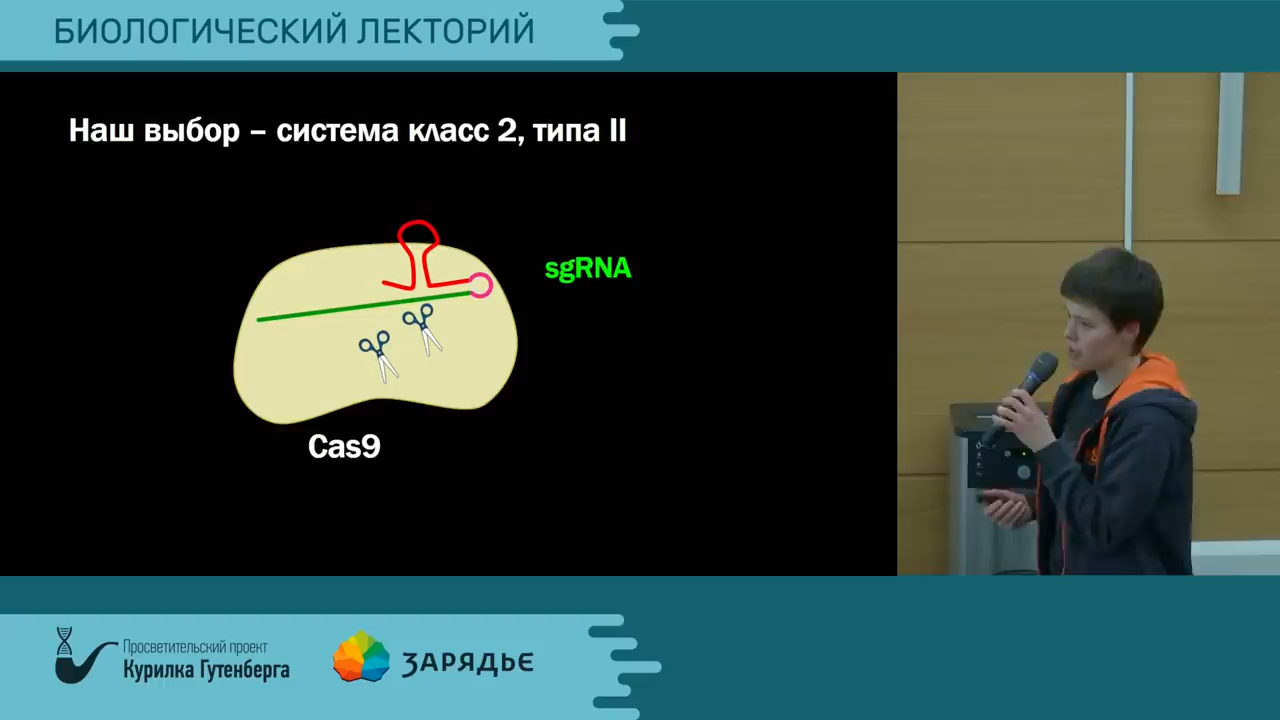 БИОЛОГИЧЕСКИЙ ЛЕКТОРИЙ
Наш выбор – система класс 2, типа II
sgRNA
Cas9
Просветительский проект
Курилка Гутенберга
ЗАРЯДЬЕ